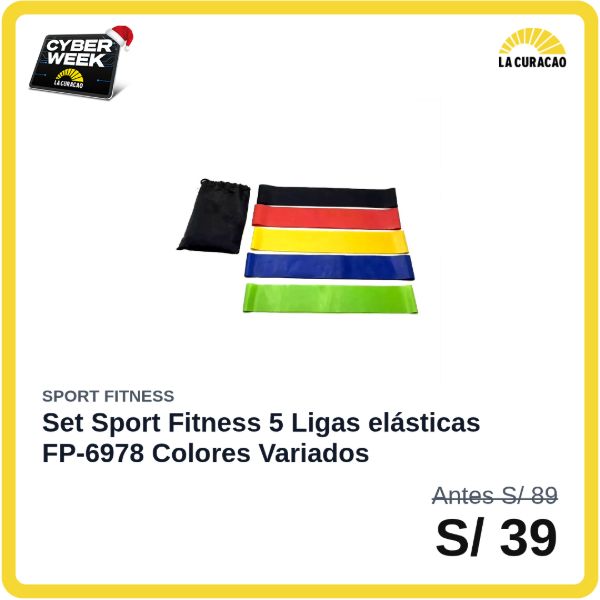 CYBER
WEEK
LA CURACAO
LA CURACAO
SPORT FITNESS
Set Sport Fitness 5 Ligas elásticas
FP-6978 Colores Variados
Antes S/ 89
S/ 39